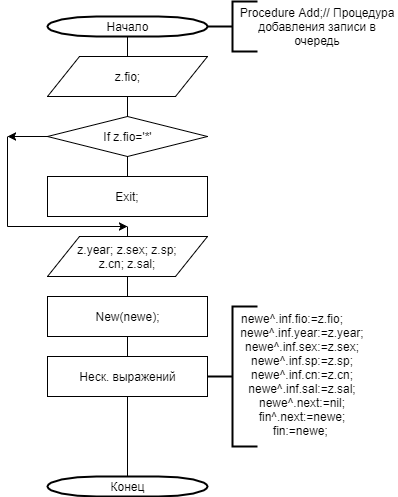 Начало
Procedure Add;// Процедура
добавления записи в
очередь
z.fio;
If z.fio='*'
Exit;
z.year; z.sex; z.sp;
z.cn; z.sal;
New(newe);
Неск. выражений
newe^.inf.fio:=z.fio;
newe^.inf.year:=z.year;
newe^.inf.sex:=z.sex;
newe^.inf.sp:=z.sp;
newe^.inf.cn:=z.cn;
newe^.inf.sal:=z.sal;
newe^.next:=nil;
fin^.next:=newe;
fin:=newe;
Конец